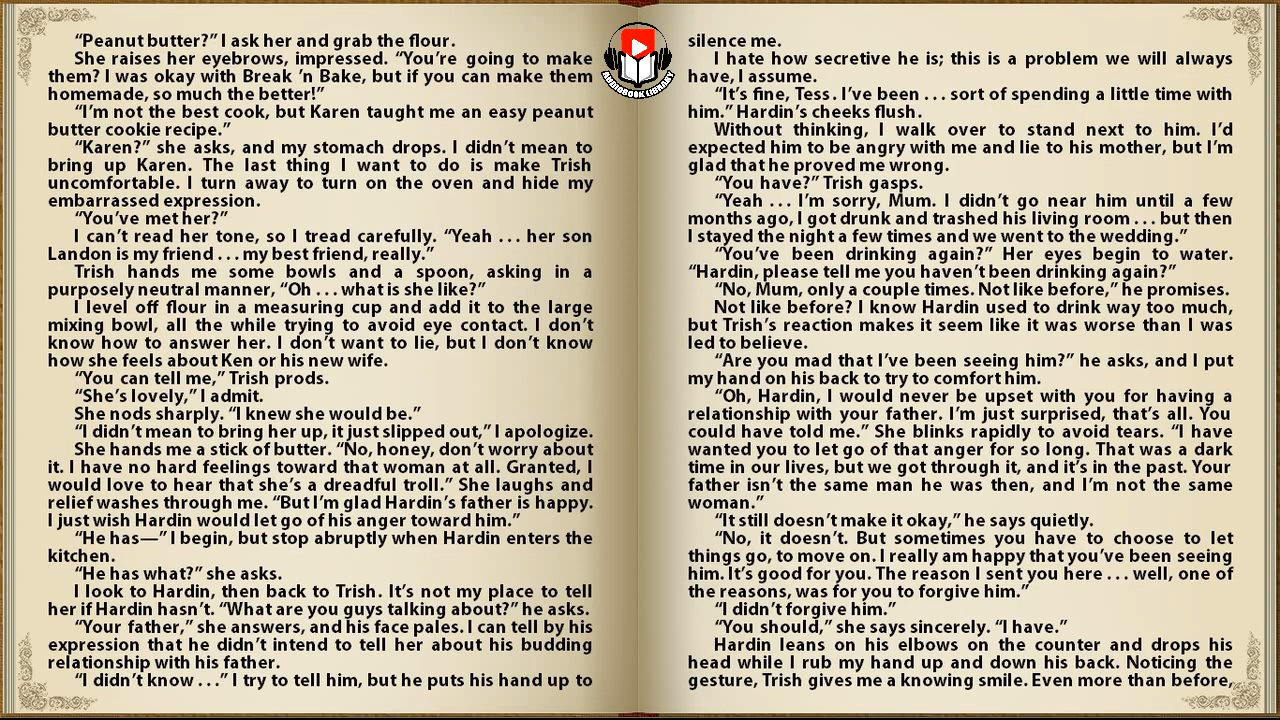 “Peanut butter?” I ask her and grab the flour.
She raises her eyebrows, impressed. “You’re going to make
them? I was okay with Break ’n Bake, but if you can make them
homemade, so much the better!”
“I’m not the best cook, but Karen taught me an easy peanut
butter cookie recipe.”
“Karen?” she asks, and my stomach drops. I didn’t mean to
bring up Karen. The last thing I want to do is make Trish
uncomfortable. I turn away to turn on the oven and hide my
embarrassed expression.
“You’ve met her?”
I can’t read her tone, so I tread carefully. “Yeah . . . her son
Landon is my friend . . . my best friend, really.”
Trish hands me some bowls and a spoon, asking in a
purposely neutral manner, “Oh . . . what is she like?”
I level off flour in a measuring cup and add it to the large
mixing bowl, all the while trying to avoid eye contact. I don’t
know how to answer her. I don’t want to lie, but I don’t know
how she feels about Ken or his new wife.
“You can tell me,” Trish prods.
“She’s lovely,” I admit.
She nods sharply. “I knew she would be.”
“I didn’t mean to bring her up, it just slipped out,” I apologize.
She hands me a stick of butter. “No, honey, don’t worry about
it. I have no hard feelings toward that woman at all. Granted, I
would love to hear that she’s a dreadful troll.” She laughs and
relief washes through me. “But I’m glad Hardin’s father is happy.
I just wish Hardin would let go of his anger toward him.”
“He has—” I begin, but stop abruptly when Hardin enters the
kitchen.
“He has what?” she asks.
I look to Hardin, then back to Trish. It’s not my place to tell
her if Hardin hasn’t. “What are you guys talking about?” he asks.
“Your father,” she answers, and his face pales. I can tell by his
expression that he didn’t intend to tell her about his budding
relationship with his father.
“I didn’t know . . .” I try to tell him, but he puts his hand up to
AUDIOBOOK LIBRARY
silence me.
I hate how secretive he is; this is a problem we will always
have, I assume.
“It’s fine, Tess. I’ve been . . . sort of spending a little time with
him.” Hardin’s cheeks flush.
Without thinking, I walk over to stand next to him. I’d
expected him to be angry with me and lie to his mother, but I’m
glad that he proved me wrong.
“You have?” Trish gasps.
“Yeah . . . I’m sorry, Mum. I didn’t go near him until a few
months ago, I got drunk and trashed his living room . . . but then
I stayed the night a few times and we went to the wedding.”
“You’ve been drinking again?” Her eyes begin to water.
“Hardin, please tell me you haven’t been drinking again?”
“No, Mum, only a couple times. Not like before,” he promises.
Not like before? I know Hardin used to drink way too much,
but Trish’s reaction makes it seem like it was worse than I was
led to believe.
“Are you mad that I’ve been seeing him?” he asks, and I put
my hand on his back to try to comfort him.
“Oh, Hardin, I would never be upset with you for having a
relationship with your father. I’m just surprised, that’s all. You
could have told me.” She blinks rapidly to avoid tears. “I have
wanted you to let go of that anger for so long. That was a dark
time in our lives, but we got through it, and it’s in the past. Your
father isn’t the same man he was then, and I’m not the same
woman.”
“It still doesn’t make it okay,” he says quietly.
“No, it doesn’t. But sometimes you have to choose to let
things go, to move on. I really am happy that you’ve been seeing
him. It’s good for you. The reason I sent you here . . . well, one of
the reasons, was for you to forgive him.”
“I didn’t forgive him.”
“You should,” she says sincerely. “I have.”
Hardin leans on his elbows on the counter and drops his
head while I rub my hand up and down his back. Noticing the
gesture, Trish gives me a knowing smile. Even more than before,